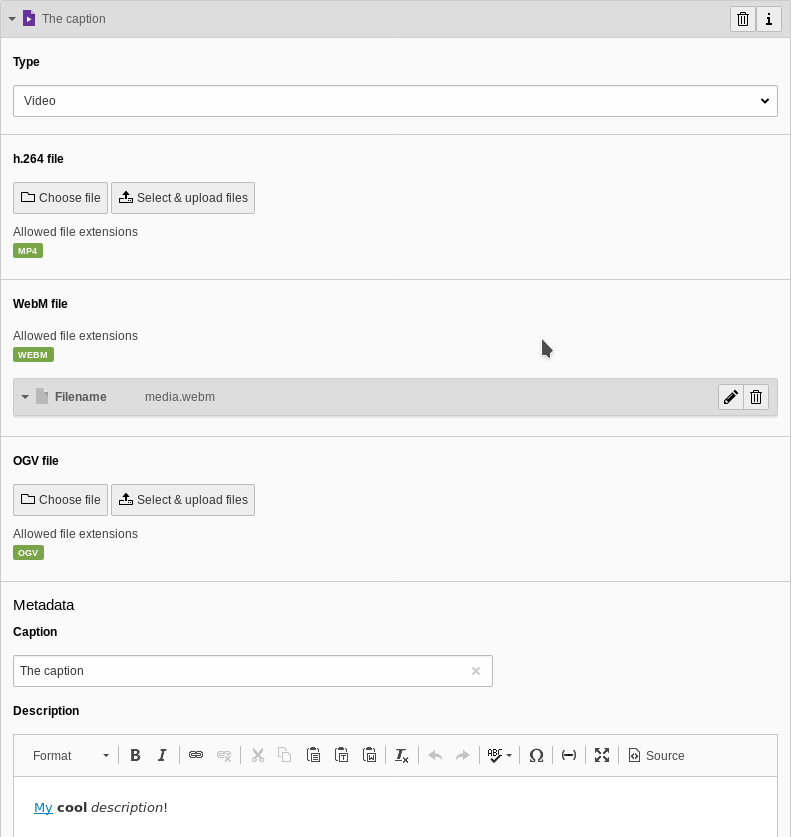 The caption
Type
Video
h.264 file
Choose file Select & upload files
Allowed file extensions
MP4
WebM file
Allowed file extensions
WEBM
Filename media.webm
OGV file
Choose file Select & upload files
Allowed file extensions
OGV
Metadata
Caption
The caption
Description
Format B I ABC Ω Source
My cool description!